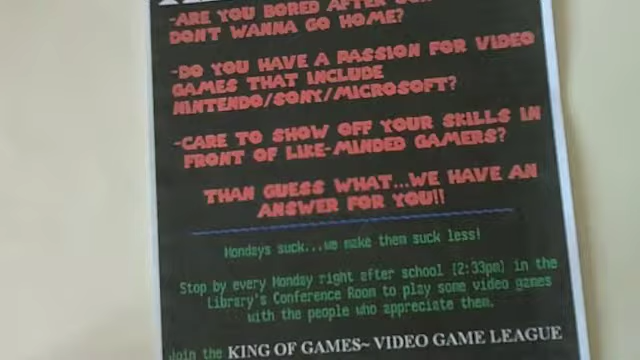 -ARE YOU BORED AFTER
DON'T WANNA GO HOME?
-DO YOU HAVE A PASSION FOR VIDEO
GAMES THAT INCLUDE
NINTENDO/SONY/MICROSOFT?
-CARE TO SHOW OFF YOUR SKILLS IN
FRONT OF LIKE-MINDED GAMERS?
THAN GUESS WHAT...WE HAVE AN
ANSWER FOR YOU!!
Mondays suck...we make them suck less!
Stop by every Monday right after school (2:33pm) in the
Library's Conference Room to play some video games
with the people who appreciate them.
Join the KING OF GAMES~ VIDEO GAME LEAGUE